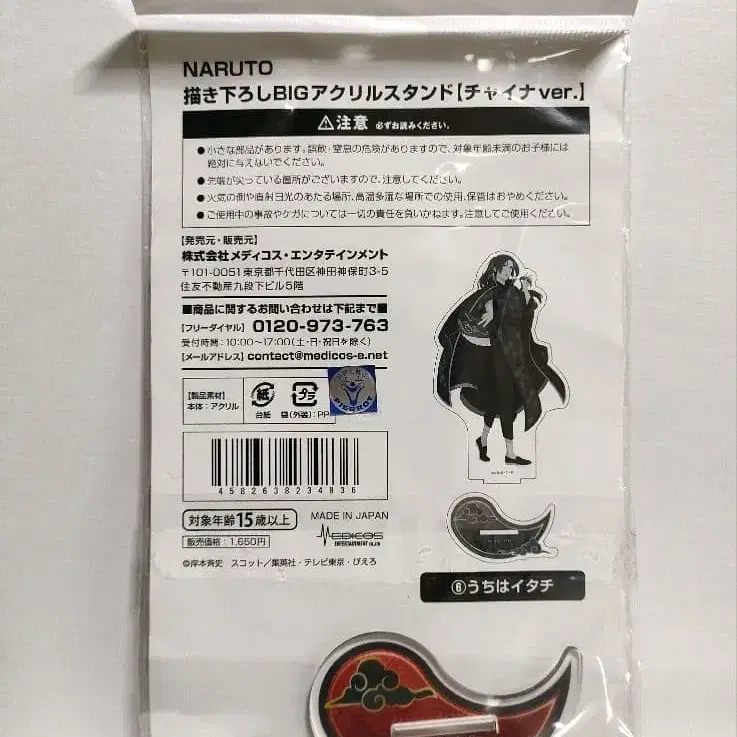 NARUTO
描き下ろしBIGアクリルスタンド【チャイナver.】
⚠注意 必ずお読みください。
●小さな部品があります。誤飲・窒息の危険がありますので、対象年齢未満のお子様には
絶対に与えないでください。
●先端が尖っている箇所がございますので、注意してください。
●火気の側や直射日光のあたる場所、高温多湿な場所での使用、保管はおやめください。
●ご使用中の事故やケガについては一切の責任を負いかねます。注意してご使用ください。
【発売元・販売元】
株式会社メディコス・エンタテインメント
〒101-0051東京都千代田区神田神保町3-5
住友不動産九段下ビル5階
■商品に関するお問い合わせは下記まで■
【フリーダイヤル】 0120-973-763
受付時間:10:00〜17:00(土・日・祝日を除く)
【メールアドレス】contact@medicos-e.net
【製品素材】
本体:アクリル
紙
台紙
プラ
袋(外装):PP
PIERROT
4582638234836
対象年齢15歳以上
MADE IN JAPAN
販売価格:1,650円
MEDICOS
ENTERTAINMENT
©岸本斉史 スコット/集英社・テレビ東京・ぴえろ
⑥うちはイタチ